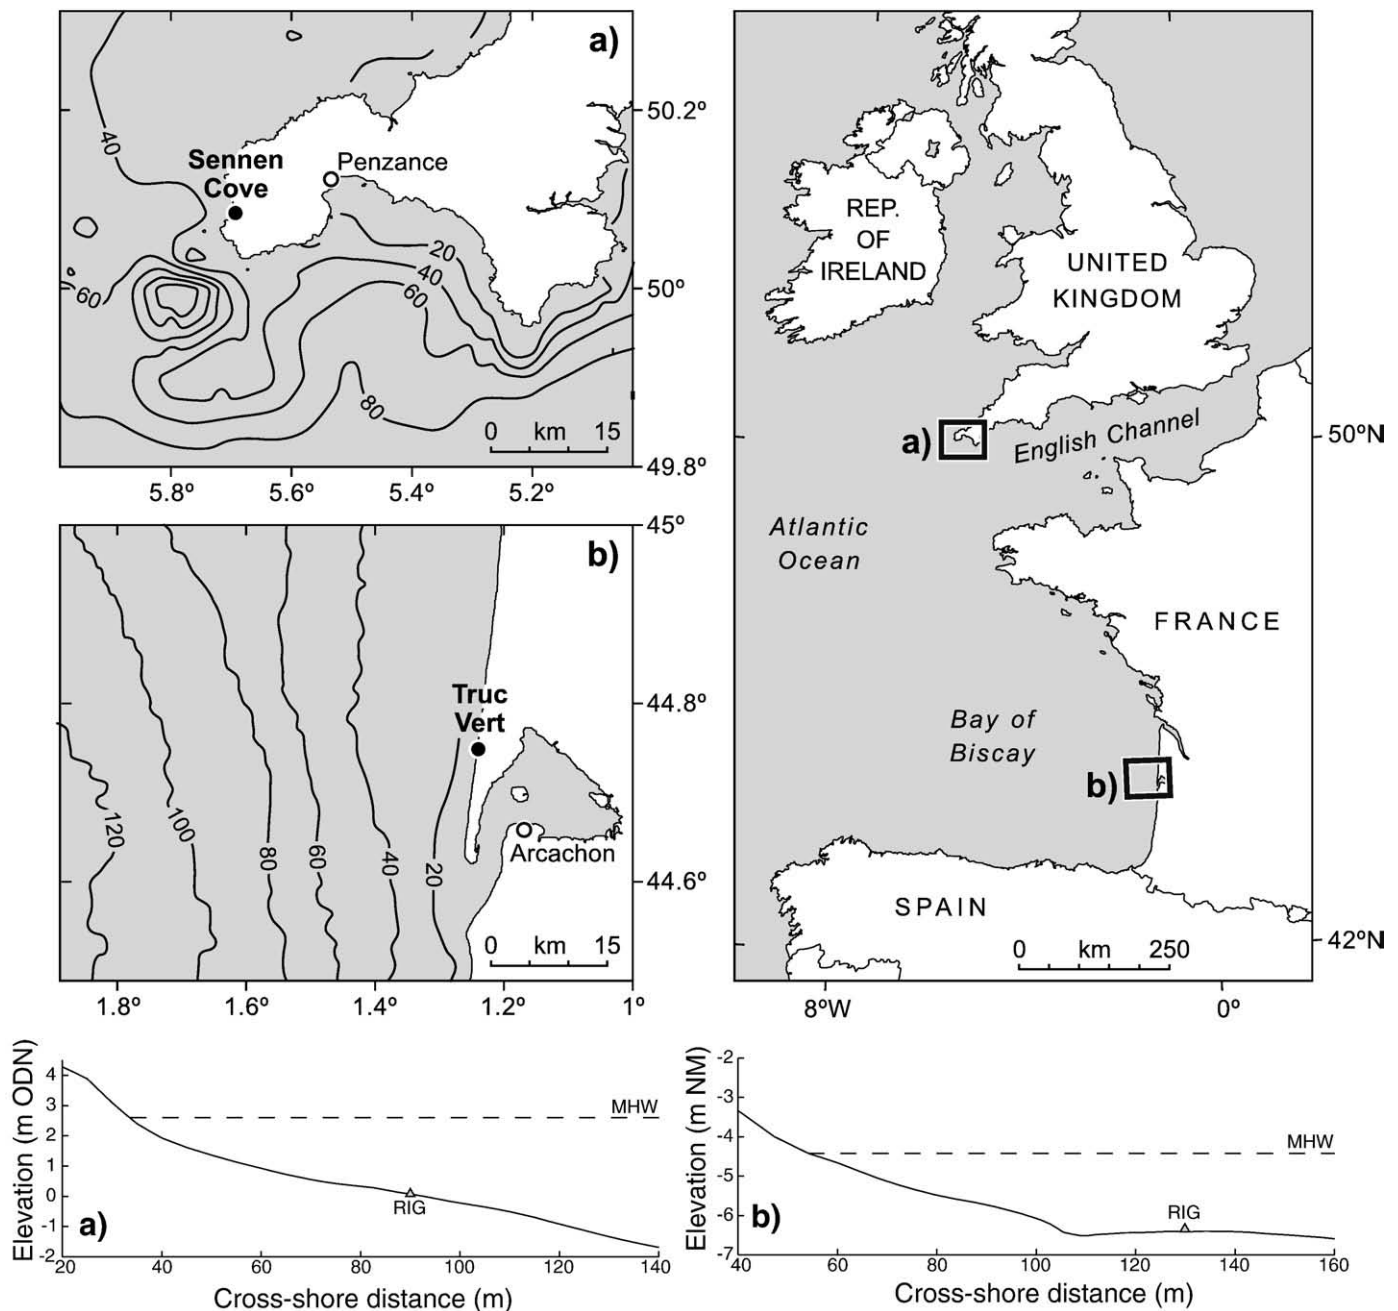 a)
50.2º
40
Sennen
Cove
Penzance
20
40
60
60
50º
80
0 km 15
49.8º
5.8º 5.6º 5.4º 5.2º
b)
45º
Truc
Vert
44.8º
120
100
80
60
40
20
Arcachon
44.6º
0 km 15
1.8º 1.6º 1.4º 1.2º 1º
REP.
OF
IRELAND
UNITED
KINGDOM
a)
English Channel
50ºN
Atlantic
Ocean
FRANCE
Bay of
Biscay
b)
SPAIN
0 km 250
42ºN
8ºW 0º
Elevation (m ODN)
4
3
2
1
0
-1
-2
MHW
RIG
a)
20 40 60 80 100 120 140
Cross-shore distance (m)
Elevation (m NM)
-2
-3
-4
-5
-6
-7
MHW
RIG
b)
40 60 80 100 120 140 160
Cross-shore distance (m)